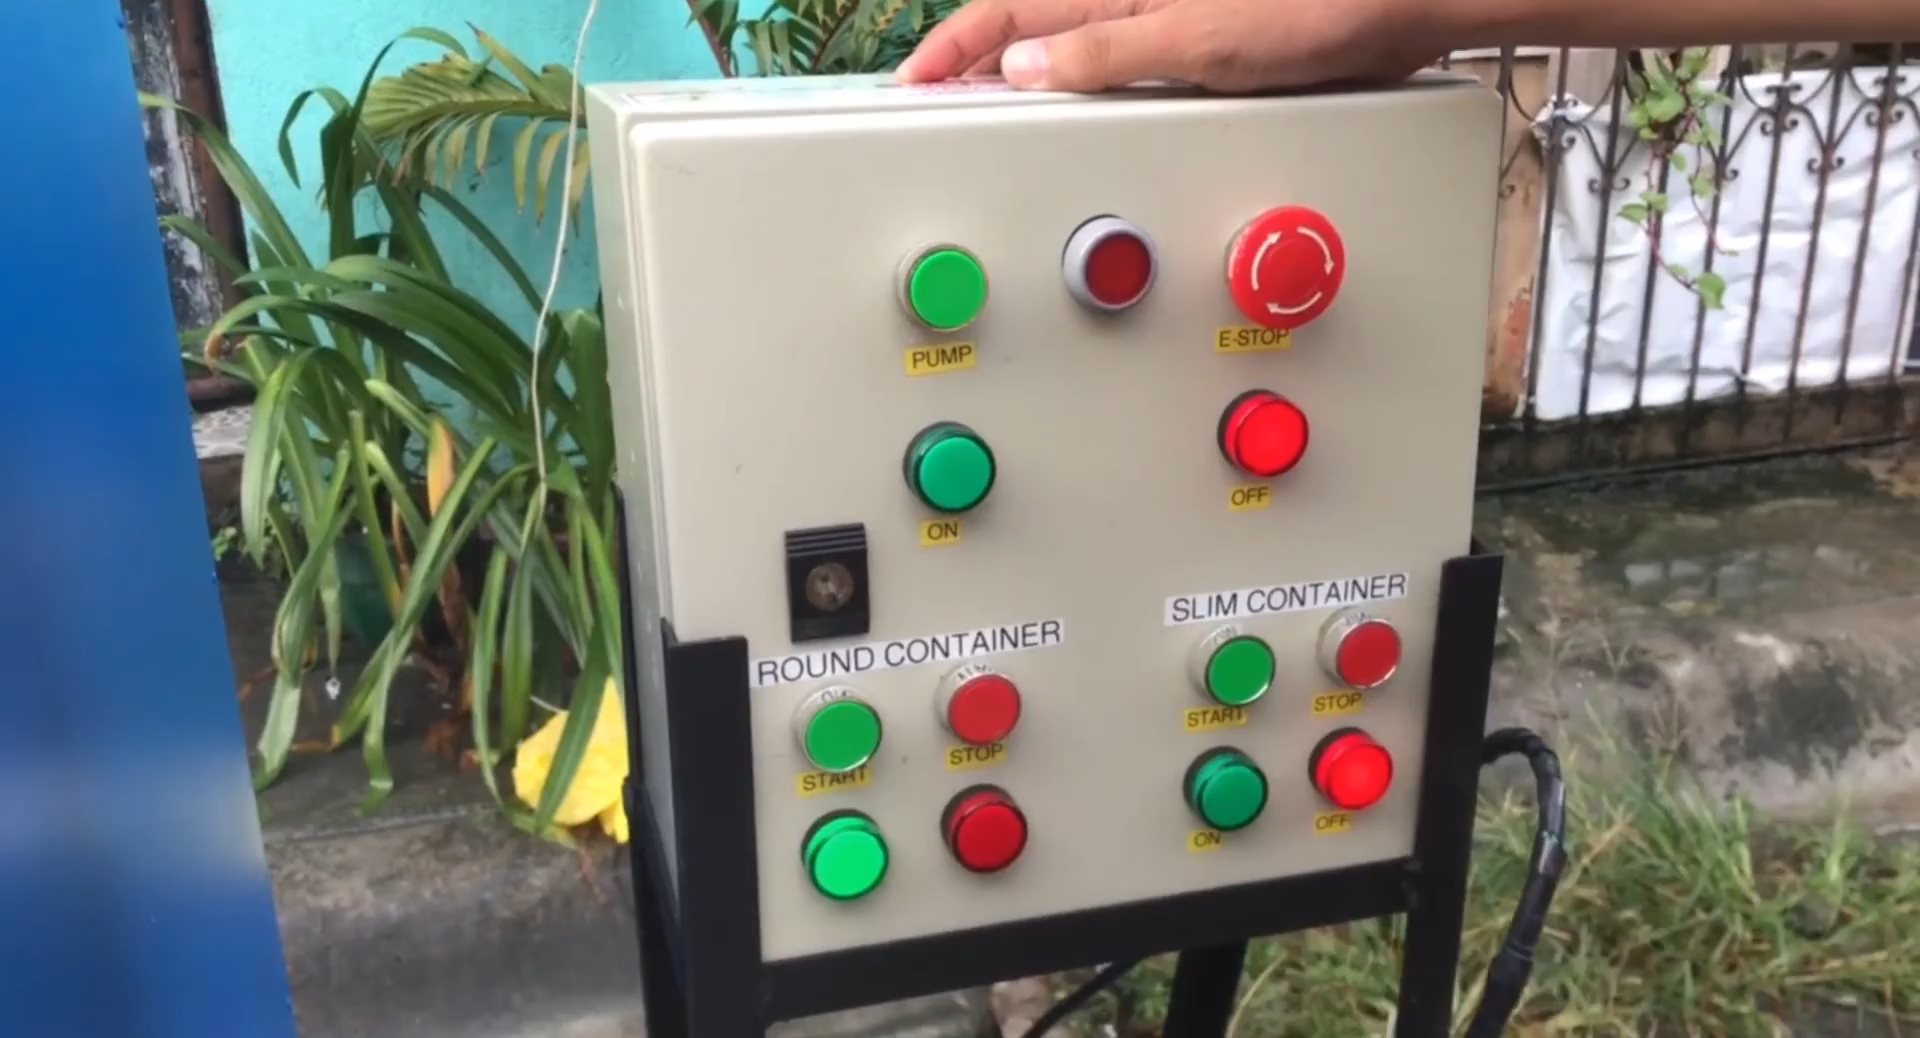 PUMP
E-STOP
ON
OFF
ROUND CONTAINER
SLIM CONTAINER
START
STOP
START
STOP
ON
OFF